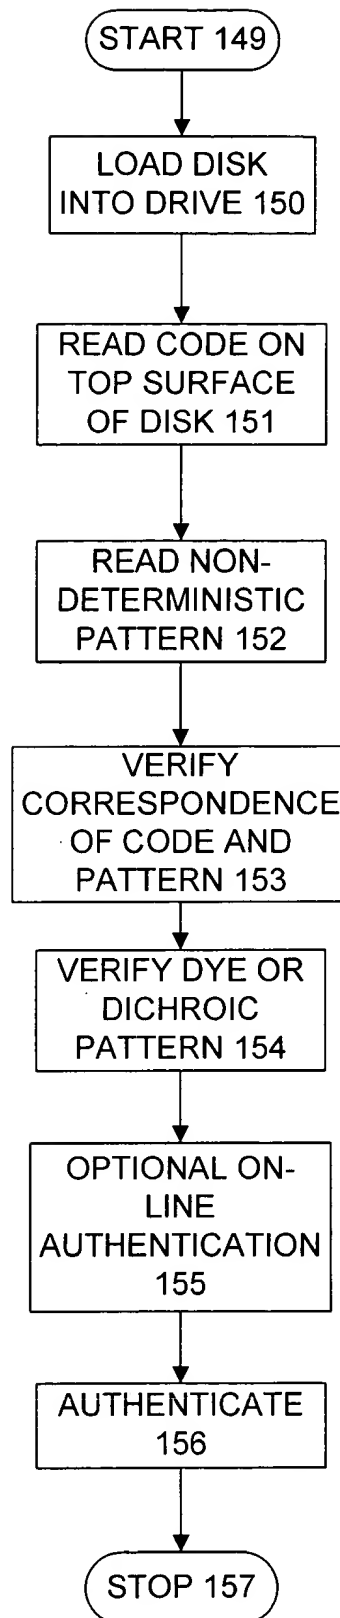 START 149
LOAD DISK
INTO DRIVE 150
READ CODE ON
TOP SURFACE
OF DISK 151
READ NON-
DETERMINISTIC
PATTERN 152
VERIFY
CORRESPONDENCE
OF CODE AND
PATTERN 153
VERIFY DYE OR
DICHROIC
PATTERN 154
OPTIONAL ON-
LINE
AUTHENTICATION
155
AUTHENTICATE
156
STOP 157